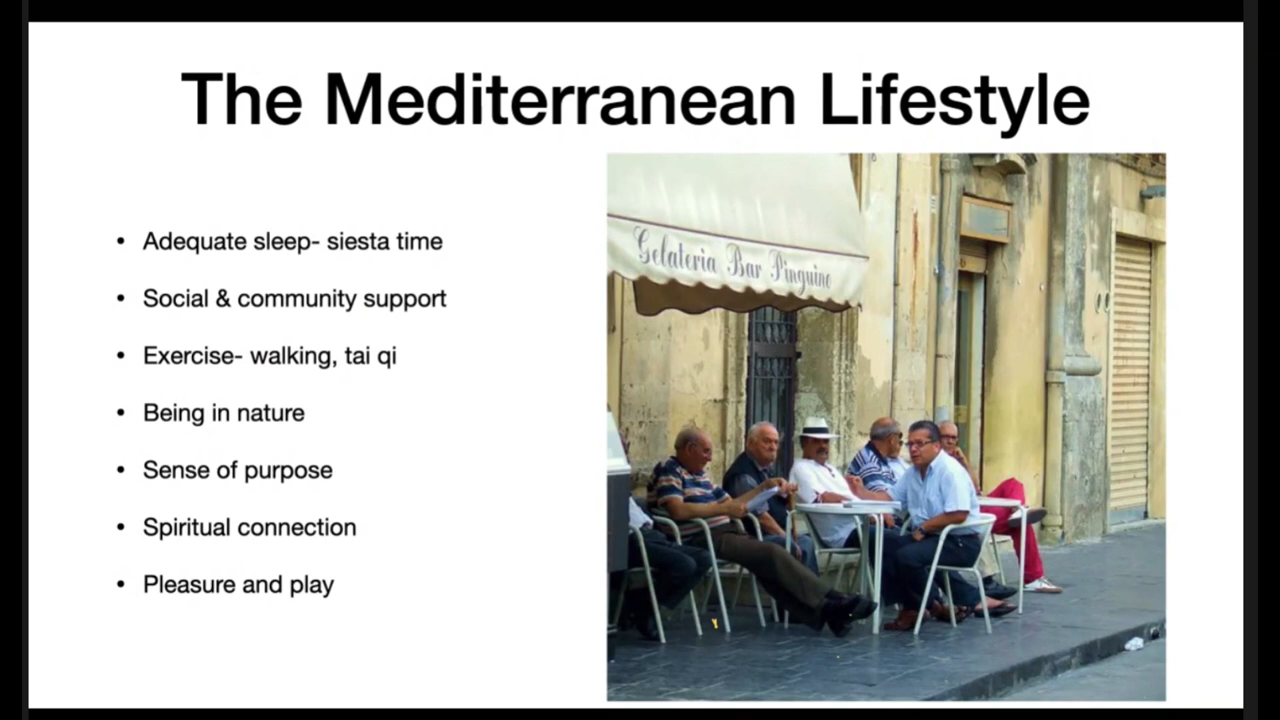 The Mediterranean Lifestyle
• Adequate sleep- siesta time
• Social & community support
• Exercise- walking, tai qi
• Being in nature
• Sense of purpose
• Spiritual connection
• Pleasure and play
Gelateria Bar Pinguino